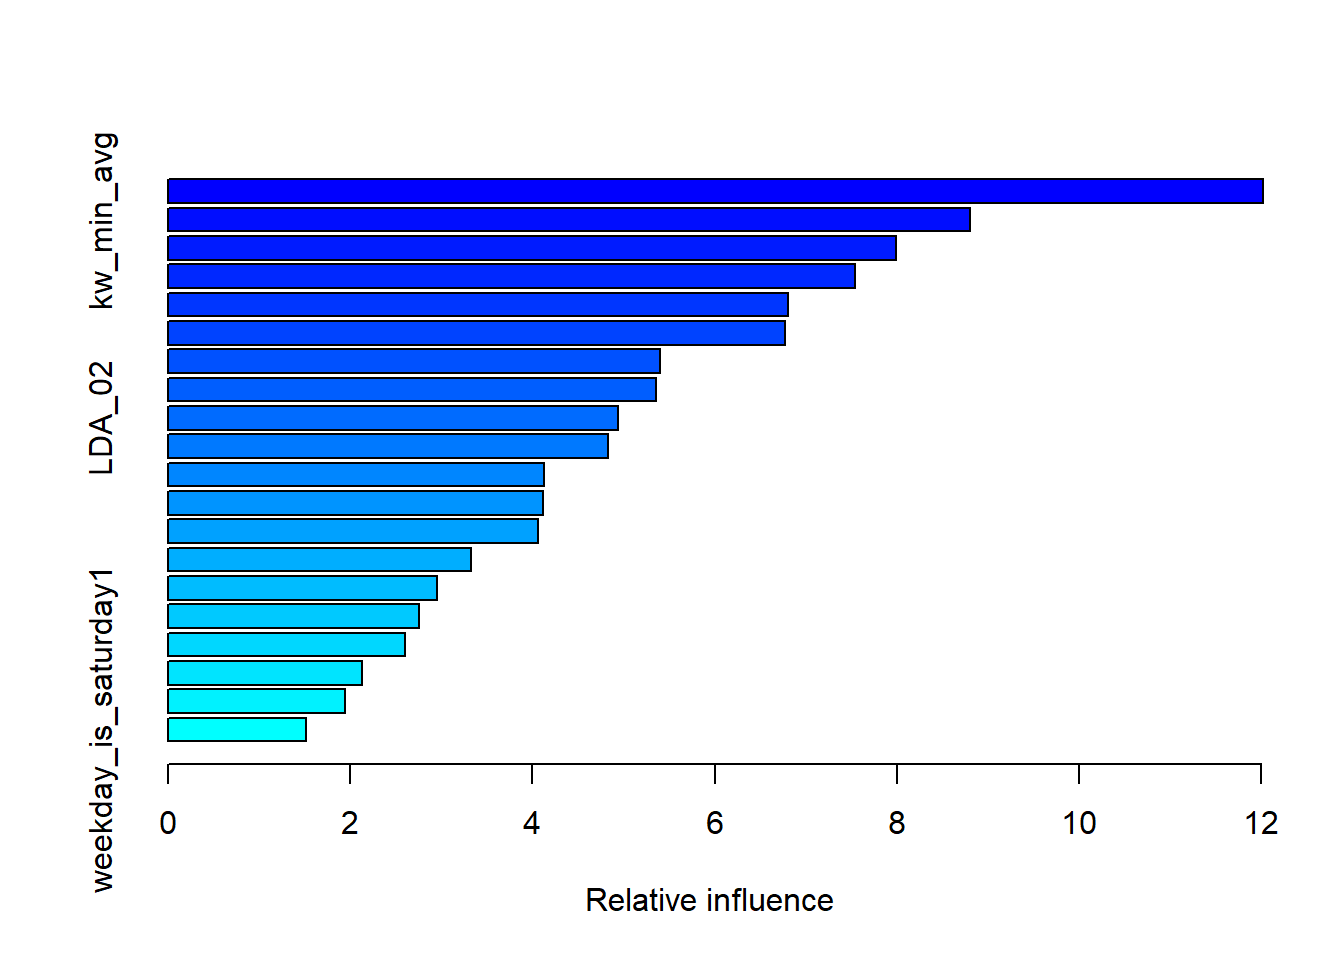 kw_min_avg
LDA_02
weekday_is_saturday1
0 2 4 6 8 10 12
Relative influence